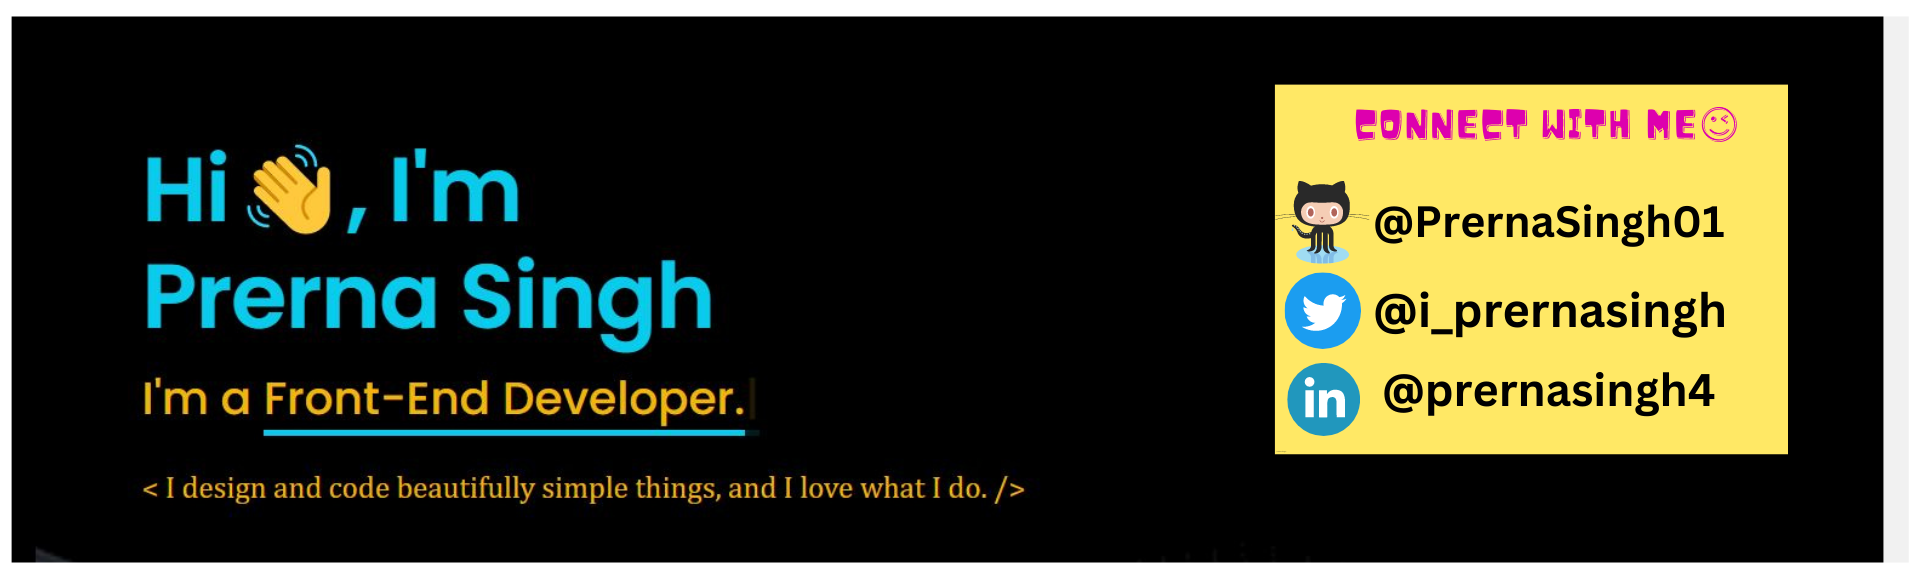 Hi 👋, I'm
Prerna Singh
I'm a Front-End Developer.
< I design and code beautifully simple things, and I love what I do. />
CONNECT WITH ME😉
@PrernaSingh01
@i_prernasingh
in @prernasingh4